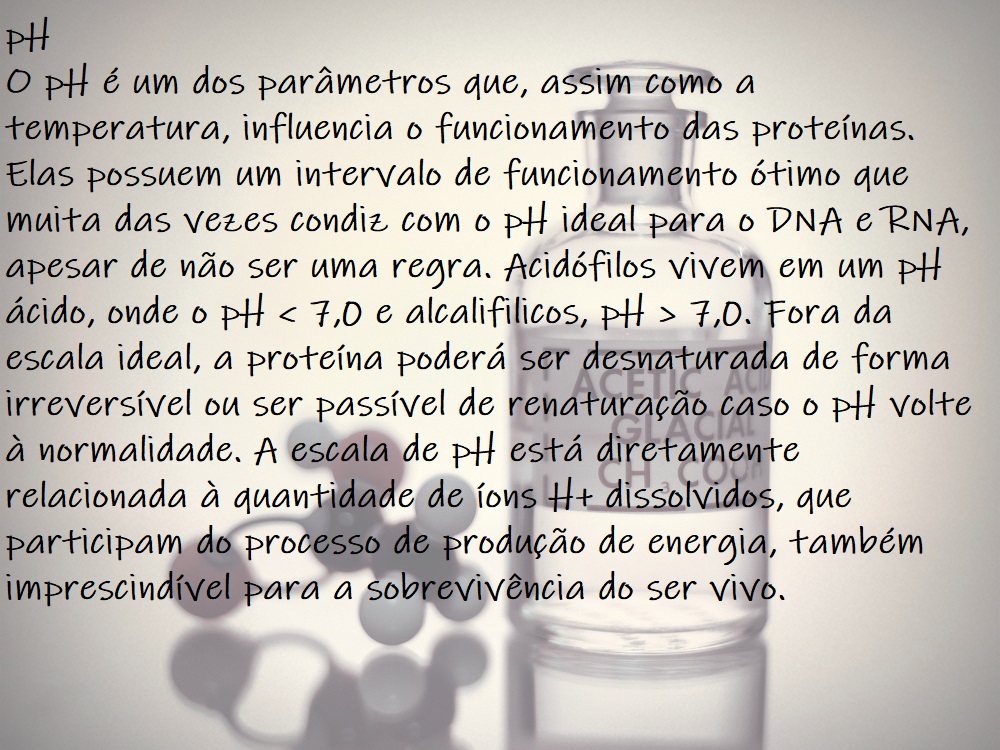 pH
O pH é um dos parâmetros que, assim como a
temperatura, influencia o funcionamento das proteínas.
Elas possuem um intervalo de funcionamento ótimo que
muita das vezes condiz com o pH ideal para o DNA e RNA,
apesar de não ser uma regra. Acidófilos vivem em um pH
ácido, onde o pH < 7,0 e alcalifilicos, pH > 7,0. Fora da
escala ideal, a proteína poderá ser desnaturada de forma
irreversível ou ser passível de renaturação caso o pH volte
à normalidade. A escala de pH está diretamente
relacionada à quantidade de íons H+ dissolvidos, que
participam do processo de produção de energia, também
imprescindível para a sobrevivência do ser vivo.
ACETIC ACID
GLACIAL
CH3COOH